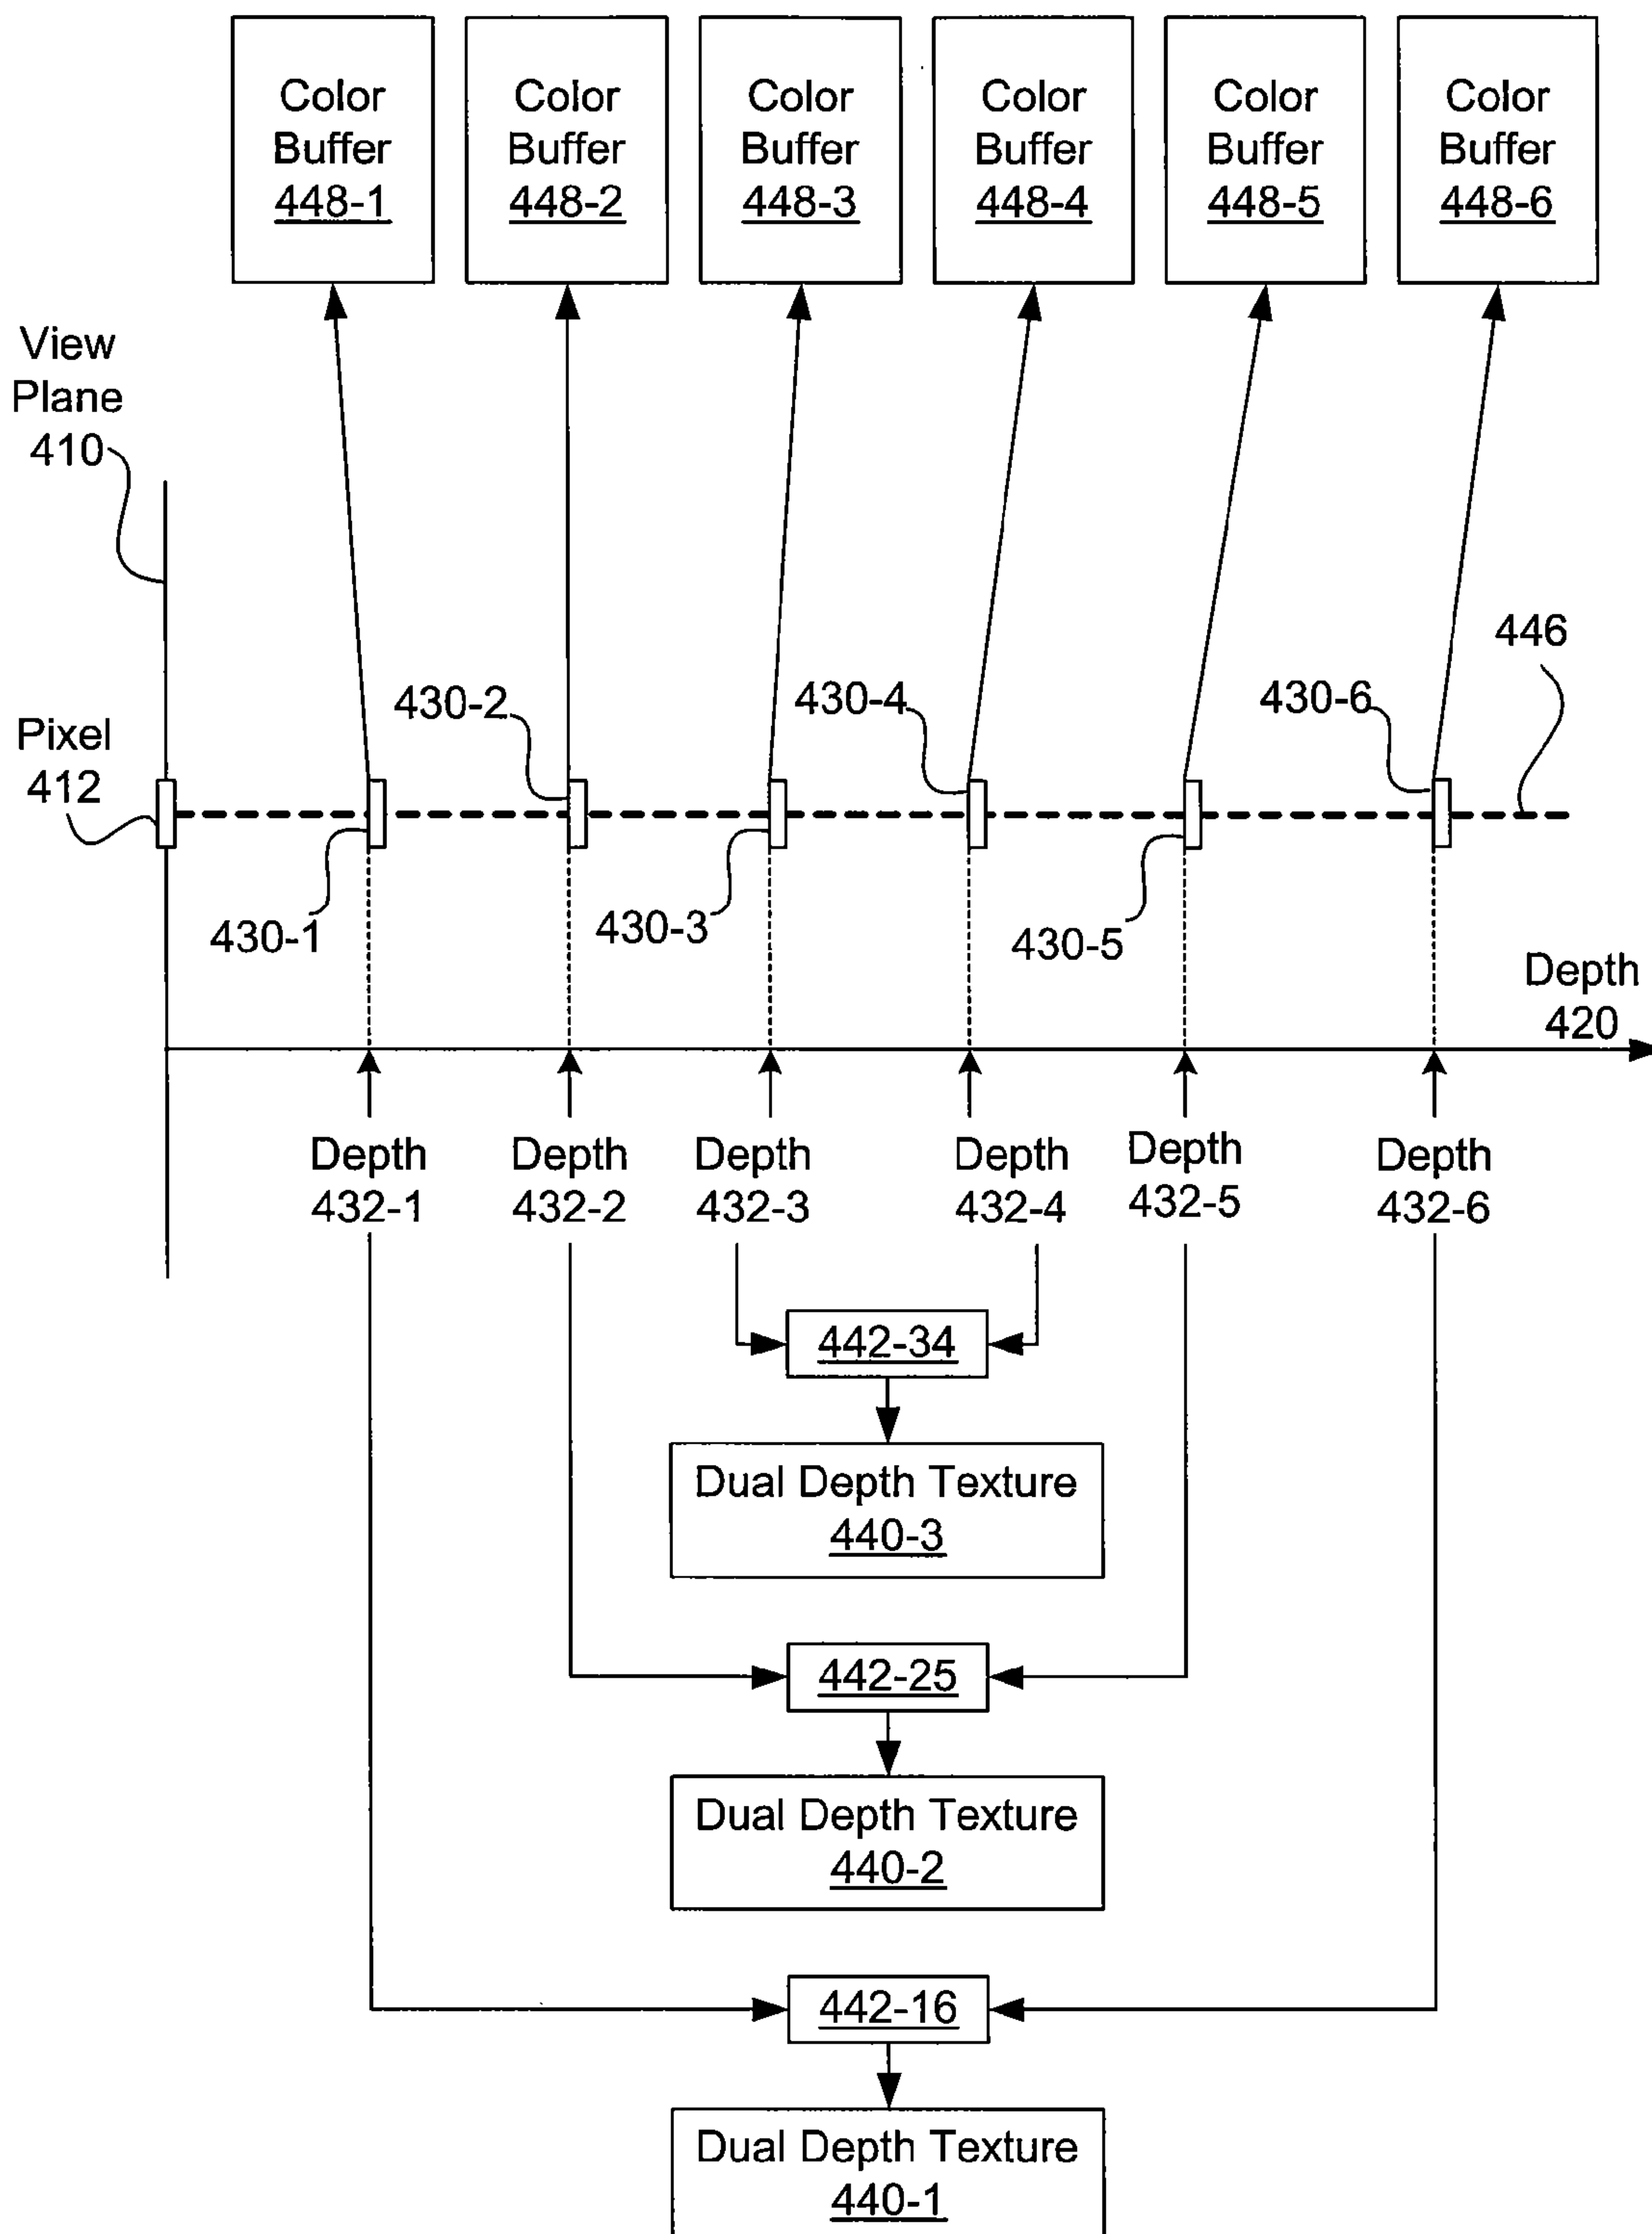 Color
Buffer
448-1
Color
Buffer
448-2
Color
Buffer
448-3
Color
Buffer
448-4
Color
Buffer
448-5
Color
Buffer
448-6
View
Plane
410
446
430-2
430-4
430-6
Pixel
412
430-1
430-3
430-5
Depth
420
Depth
432-1
Depth
432-2
Depth
432-3
Depth
432-4
Depth
432-5
Depth
432-6
442-34
Dual Depth Texture
440-3
442-25
Dual Depth Texture
440-2
442-16
Dual Depth Texture
440-1